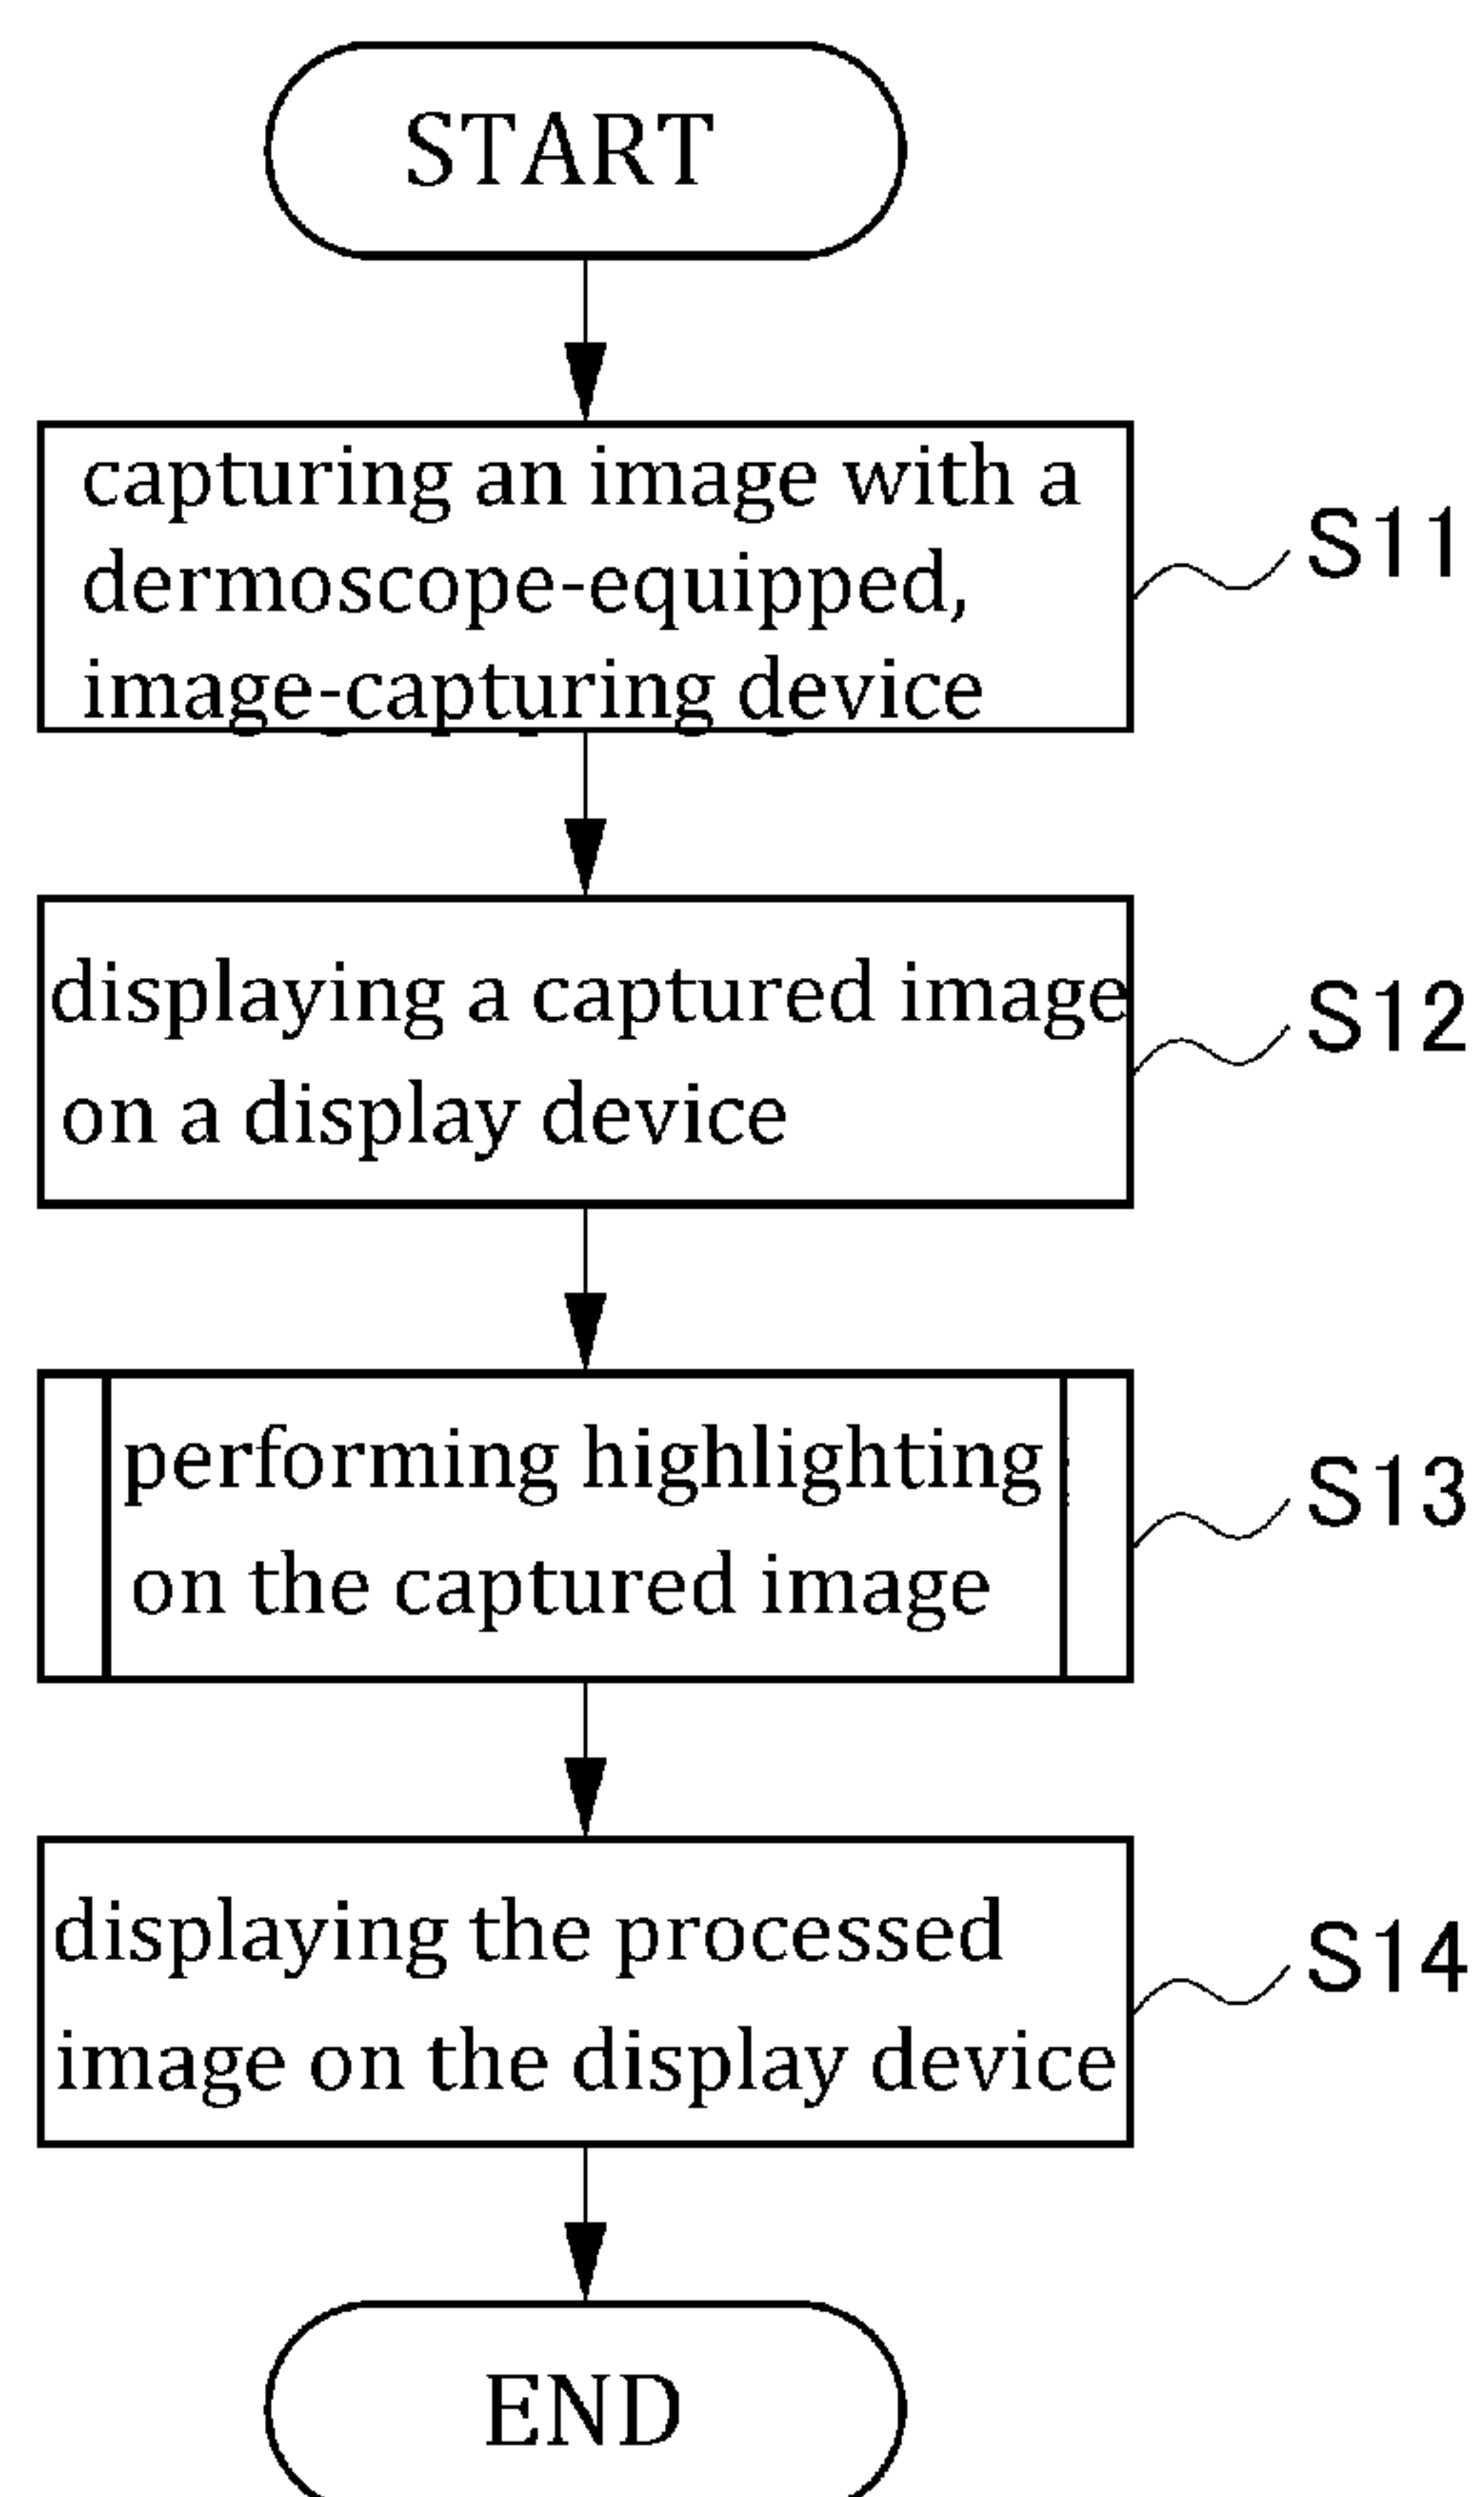 START
capturing an image with a
dermoscope-equipped,
image-capturing device
S11
displaying a captured image
on a display device
S12
performing highlighting
on the captured image
S13
displaying the processed
image on the display device
S14
END